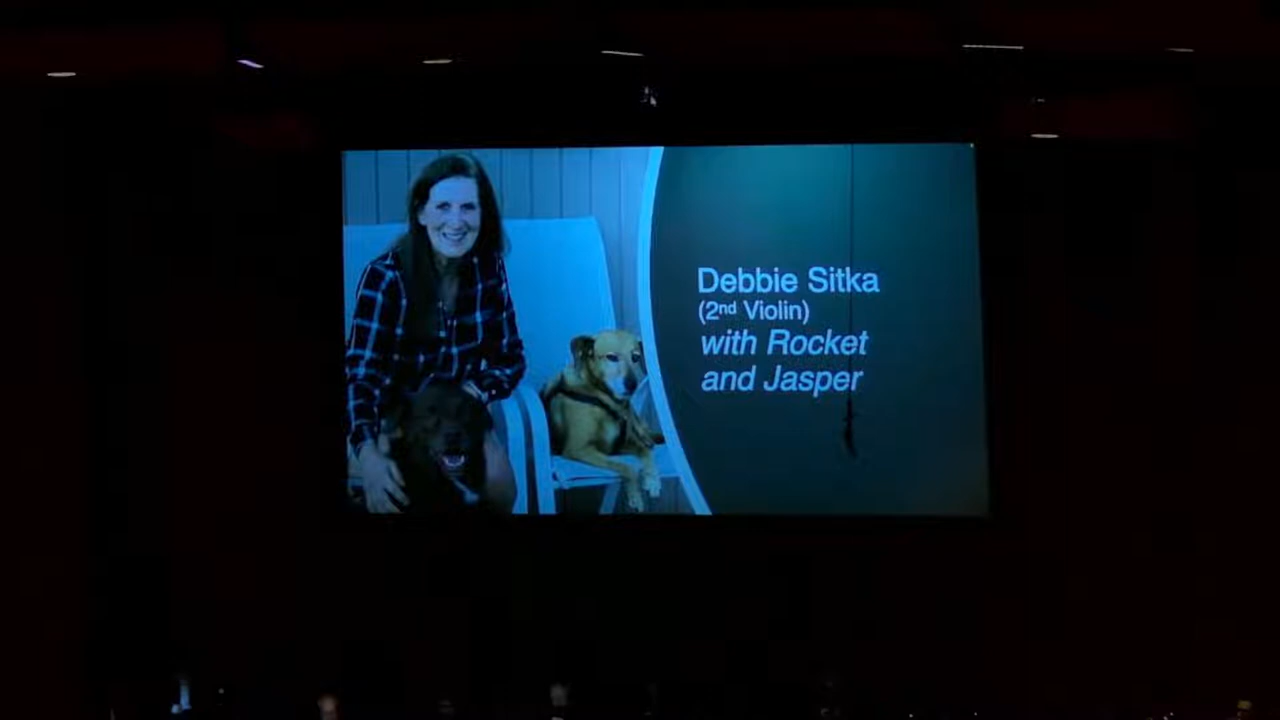 Debbie Sitka
(2nd Violin)
with Rocket
and Jasper